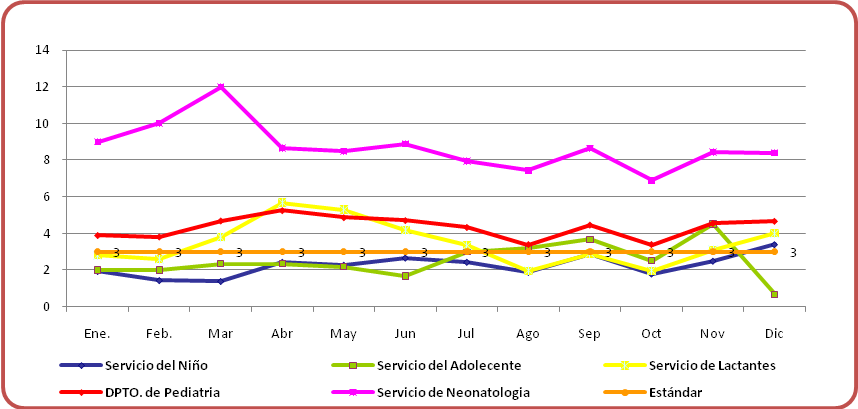 14
12
10
8
6
4
2
0
3 3 3 3 3 3 3 3 3 3 3 3
Ene. Feb. Mar Abr May Jun Jul Ago Sep Oct Nov Dic
Servicio del Niño Servicio del Adolecente Servicio de Lactantes
DPTO. de Pediatria Servicio de Neonatologia Estándar